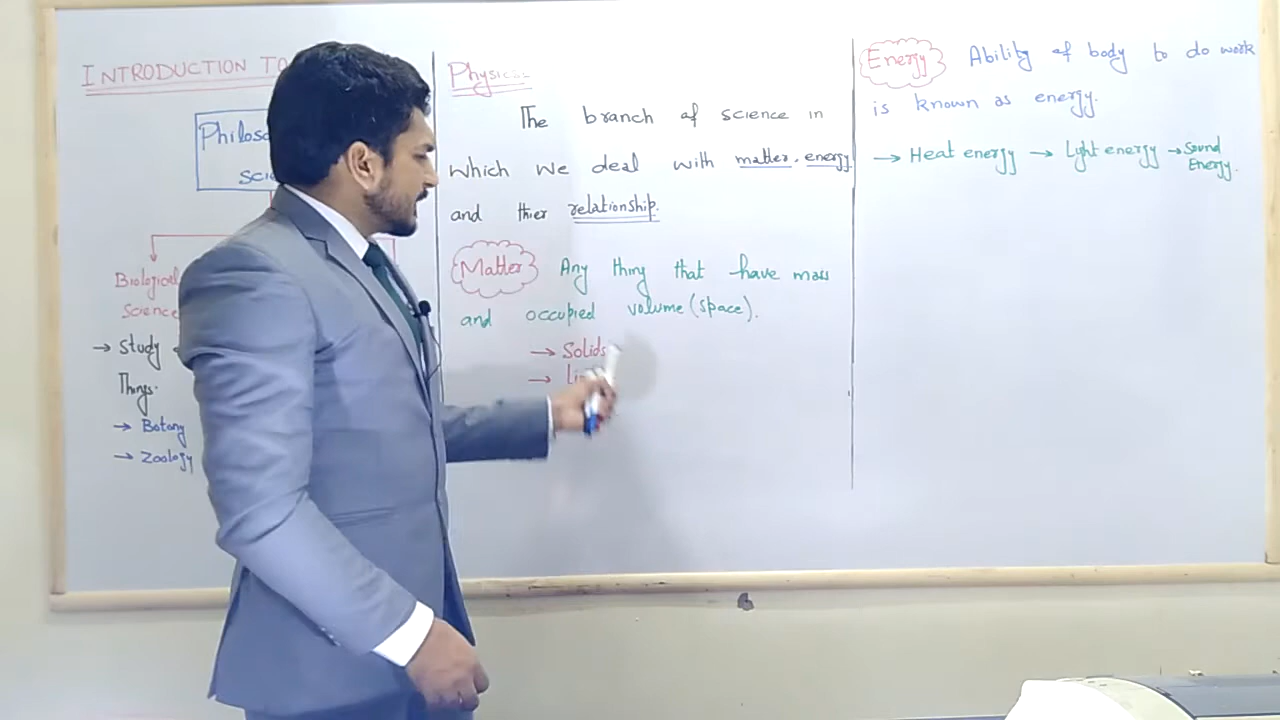 INTRODUCTION TO
Biological
Science
→ Study
Things.
→ Botany
→ Zoology
Physics
The branch of science in
which we deal with matter, energy
and thier relationship.
Matter Any thing that have mass
and occupied volume (space).
→ Solids
→
Energy Ability of body to do work
is known as energy.
→ Heat energy → Light energy → Sound
Energy.